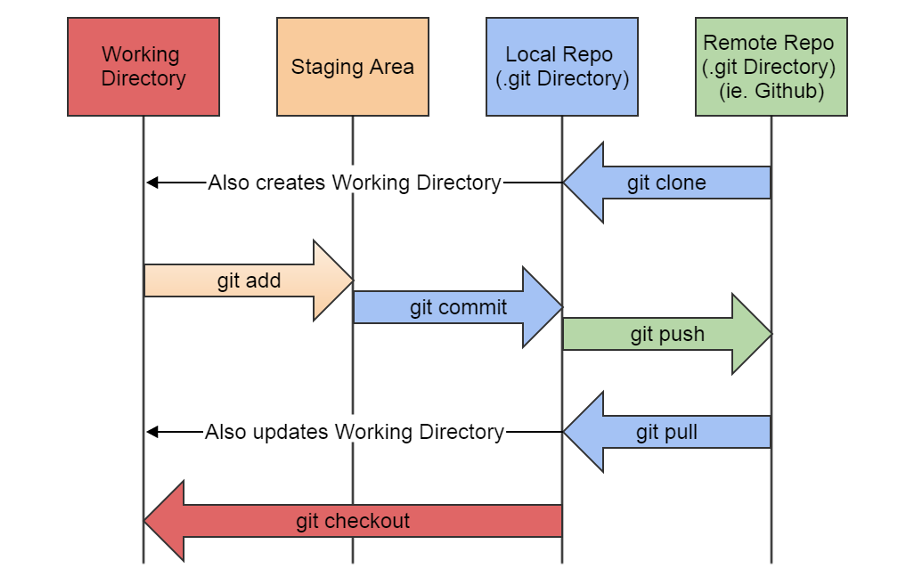 Working
Directory
Staging Area
Local Repo
(.git Directory)
Remote Repo
(.git Directory)
(ie. Github)
Also creates Working Directory
git clone
git add
git commit
git push
Also updates Working Directory
git pull
git checkout